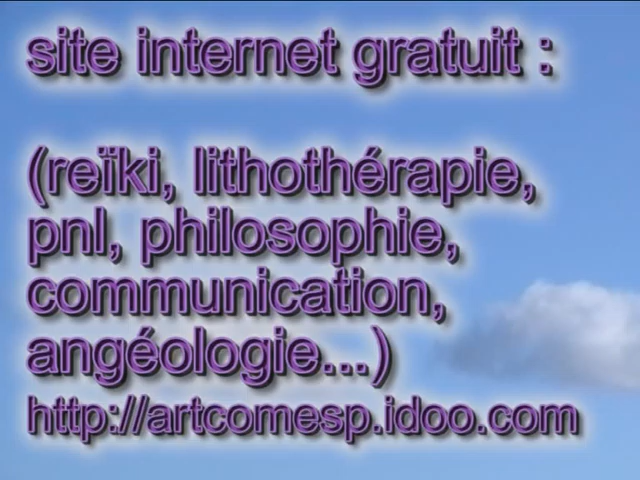 site internet gratuit :
(reïki, lithothérapie,
pnl, philosophie,
communication,
angéologie...)
http://artcomesp.idoo.com